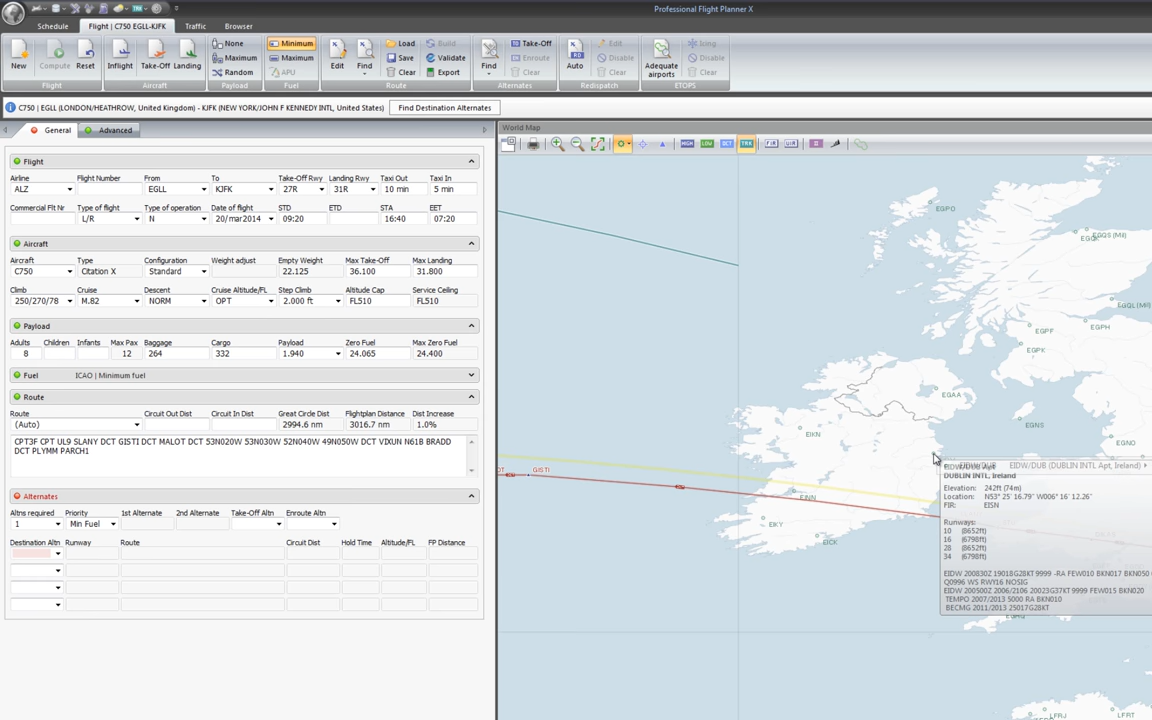 Professional Flight Planner X
Schedule Flight | C750 EGLL-KJFK Traffic Browser
New Compute Reset Inflight Take-Off Landing
None
Maximum
Random
Minimum
Maximum
APU
Edit Find
Load
Save
Clear
Build
Validate
Export
Find
Take-Off
Enroute
Clear
Auto
Edit
Disable
Clear
Adequate airports
Icing
Disable
Clear
Flight Aircraft Payload Fuel Route Alternates Redispatch ETOPS
C750 | EGLL (LONDON/HEATHROW, United Kingdom) - KJFK (NEW YORK/JOHN F KENNEDY INTL, United States) Find Destination Alternates
General Advanced
Flight
Airline Flight Number From To Take-Off Rwy Landing Rwy Taxi Out Taxi In
ALZ EGLL KJFK 27R 31R 10 min 5 min
Commercial Flt Nr Type of flight Type of operation Date of flight STD ETD STA EET
L/R N 20/mar2014 09:20 16:40 07:20
Aircraft
Aircraft Type Configuration Weight adjust Empty Weight Max Take-Off Max Landing
C750 Citation X Standard 22.125 36.100 31.800
Climb Cruise Descent Cruise Altitude/FL Step Climb Altitude Cap Service Ceiling
250/270/78 M.82 NORM OPT 2.000 ft FL510 FL510
Payload
Adults Children Infants Max Pax Baggage Cargo Payload Zero Fuel Max Zero Fuel
8 12 264 332 1.940 24.065 24.400
Fuel ICAO | Minimum fuel
Route
Route Circuit Out Dist Circuit In Dist Great Circle Dist Flightplan Distance Dist Increase
(Auto) 2994.6 nm 3016.7 nm 1.0%
CPT3F CPT UL9 SLANY DCT GISTI DCT MALOT DCT 53N020W 53N030W 52N040W 49N050W DCT VIXUN N61B BRADD
DCT PLYMM PARCH1
Alternates
Altns required Priority 1st Alternate 2nd Alternate Take-Off Altn Enroute Altn
1 Min Fuel
Destination Altn Runway Route Circuit Dist Hold Time Altitude/FL FP Distance
World Map
HIGH LOW DCT TRK FIR UIR
EGPO
EGQS (Mil)
EGQL (Mil)
EGPF
EGPH
EGPK
EGAA
EGNS
EGNO
EIKN
GISTI
EINN
EIKY
EICK
EIDW/DUB (DUBLIN INTL Apt, Ireland)
DUBLIN INTL, Ireland
Elevation: 242ft (74m)
Location: N53° 25' 16.79" W006° 16' 12.26"
FIR: EISN
Runways:
10 (8652ft)
16 (6798ft)
28 (8652ft)
34 (6798ft)
EIDW 200830Z 19018G28KT 9999 -RA FEW010 BKN017 BKN050
Q0996 WS RWY16 NOSIG
EIDW 200500Z 2006/2106 20023G37KT 9999 FEW015 BKN020
TEMPO 2007/2013 5000 RA BKN010
BECMG 2011/2013 25017G28KT
LFRJ
LFRT